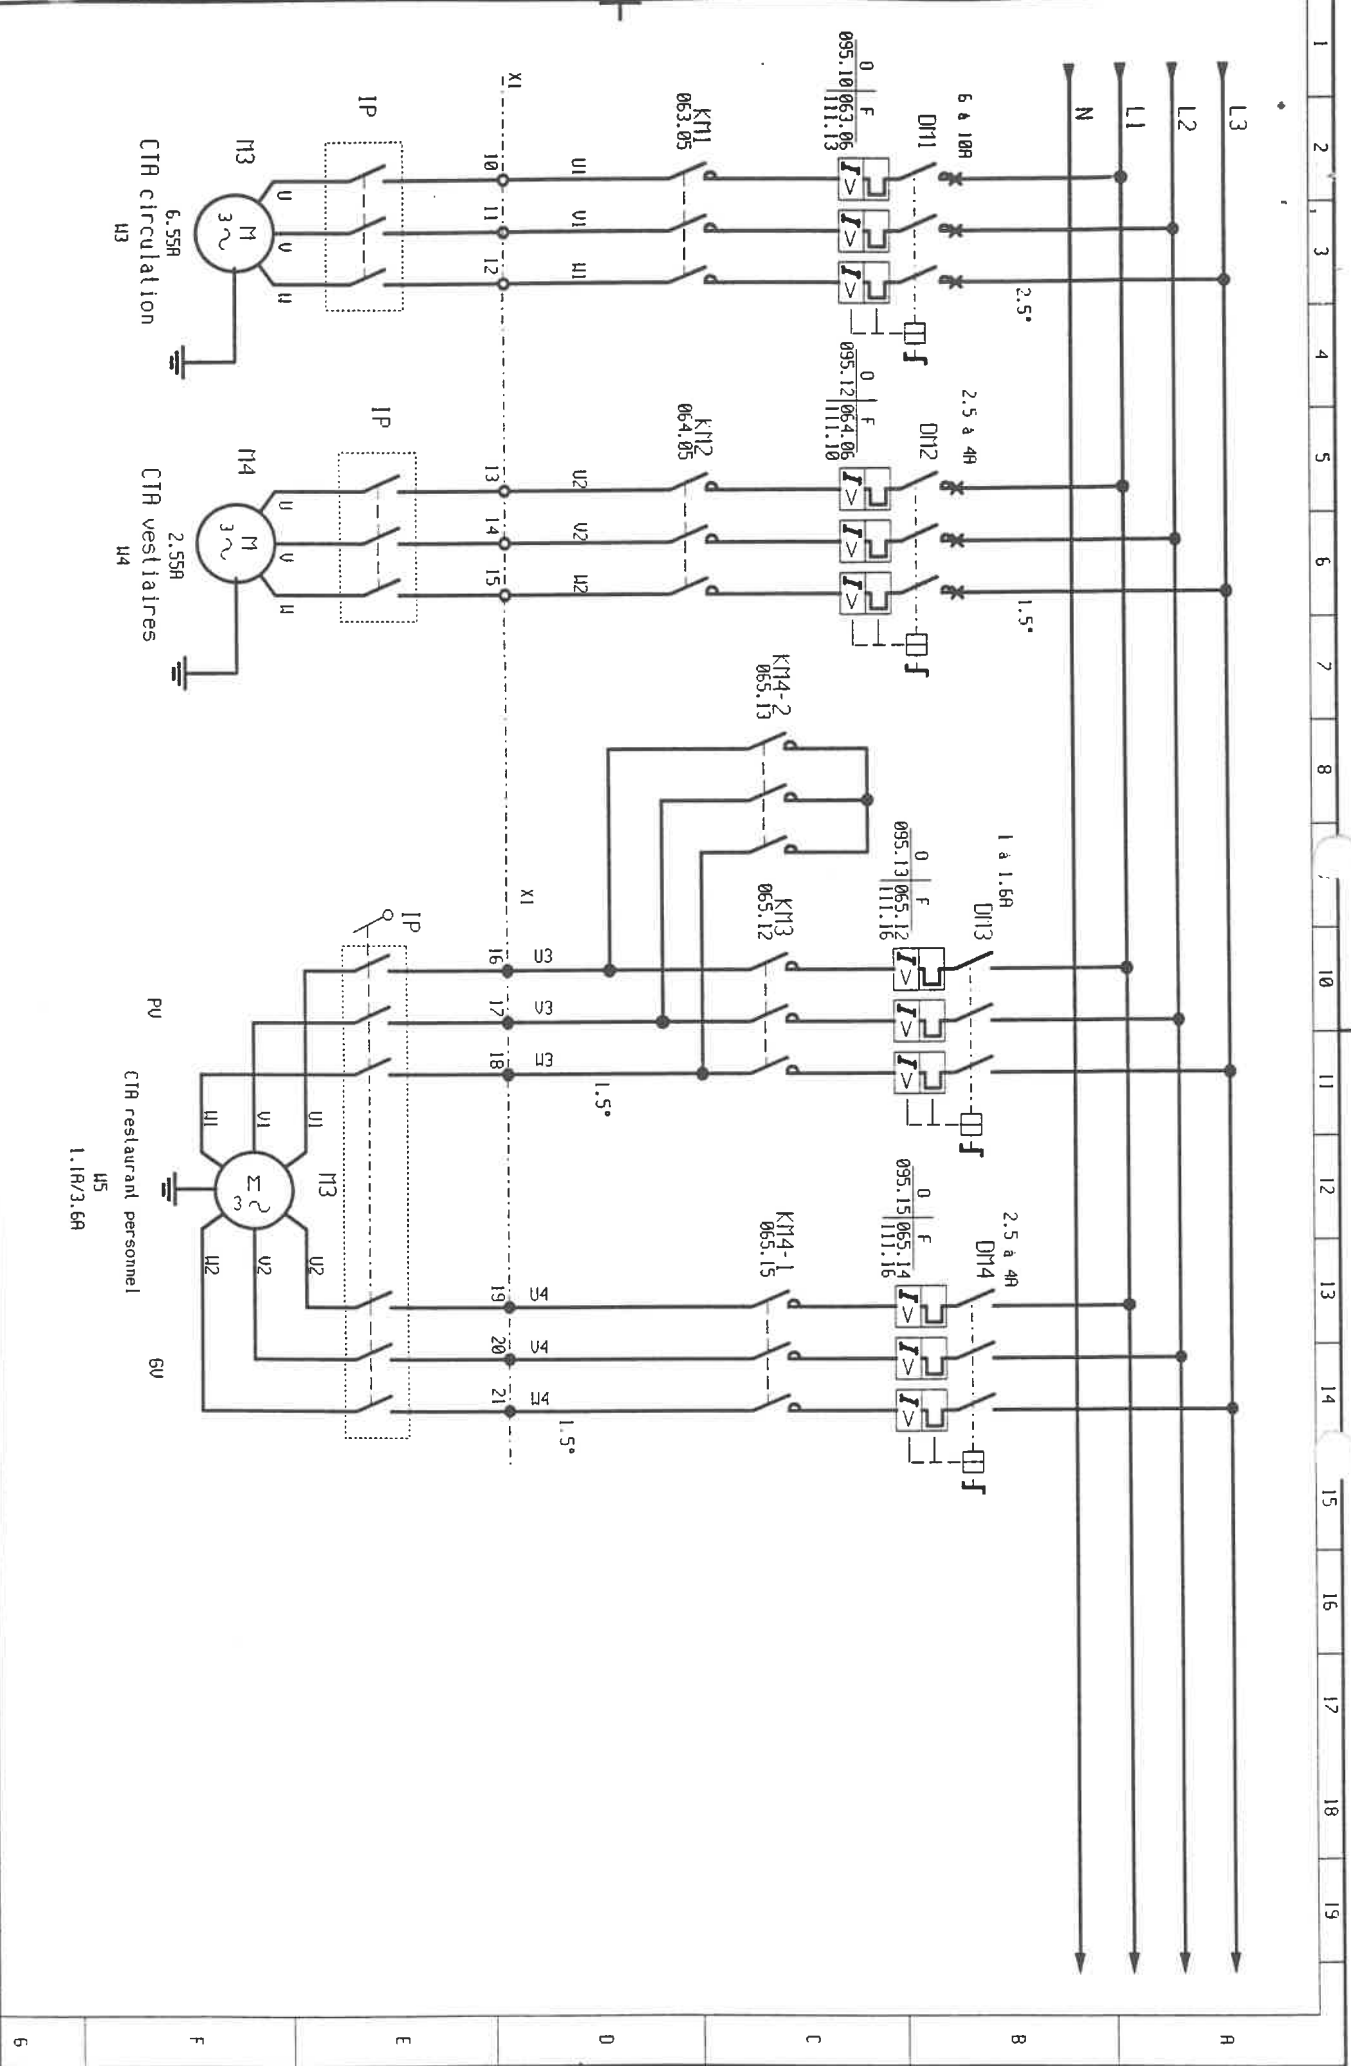 1 2 3 4 5 6 7 8 10 11 12 13 14 15 16 17 18 19
A
B
C
D
E
F
G
L3
L2
L1
N
6 à 10A
DM1
2.5°
O F
095.10 063.06
111.13
KM1
063.05
U1 V1 W1
X1
10 11 12
IP
U V W
M3
M
3~
6.55A
CTA circulation
W3
2.5 à 4A
DM2
1.5°
O F
095.12 064.06
111.10
KM2
064.05
U2 V2 W2
13 14 15
IP
U V W
M4
M
3~
2.55A
CTA vestiaires
W4
KM4-2
065.13
1 à 1.6A
DM3
O F
095.13 065.12
111.16
KM3
065.12
1.5°
U3 V3 W3
X1
16 17 18
IP
2.5 à 4A
DM4
O F
095.15 065.14
111.16
KM4-1
065.15
1.5°
U4 V4 W4
19 20 21
U1
V1
W1
M3
M
3~
U2
V2
W2
PV
GV
CTA restaurant personnel
W5
1.1A/3.6A